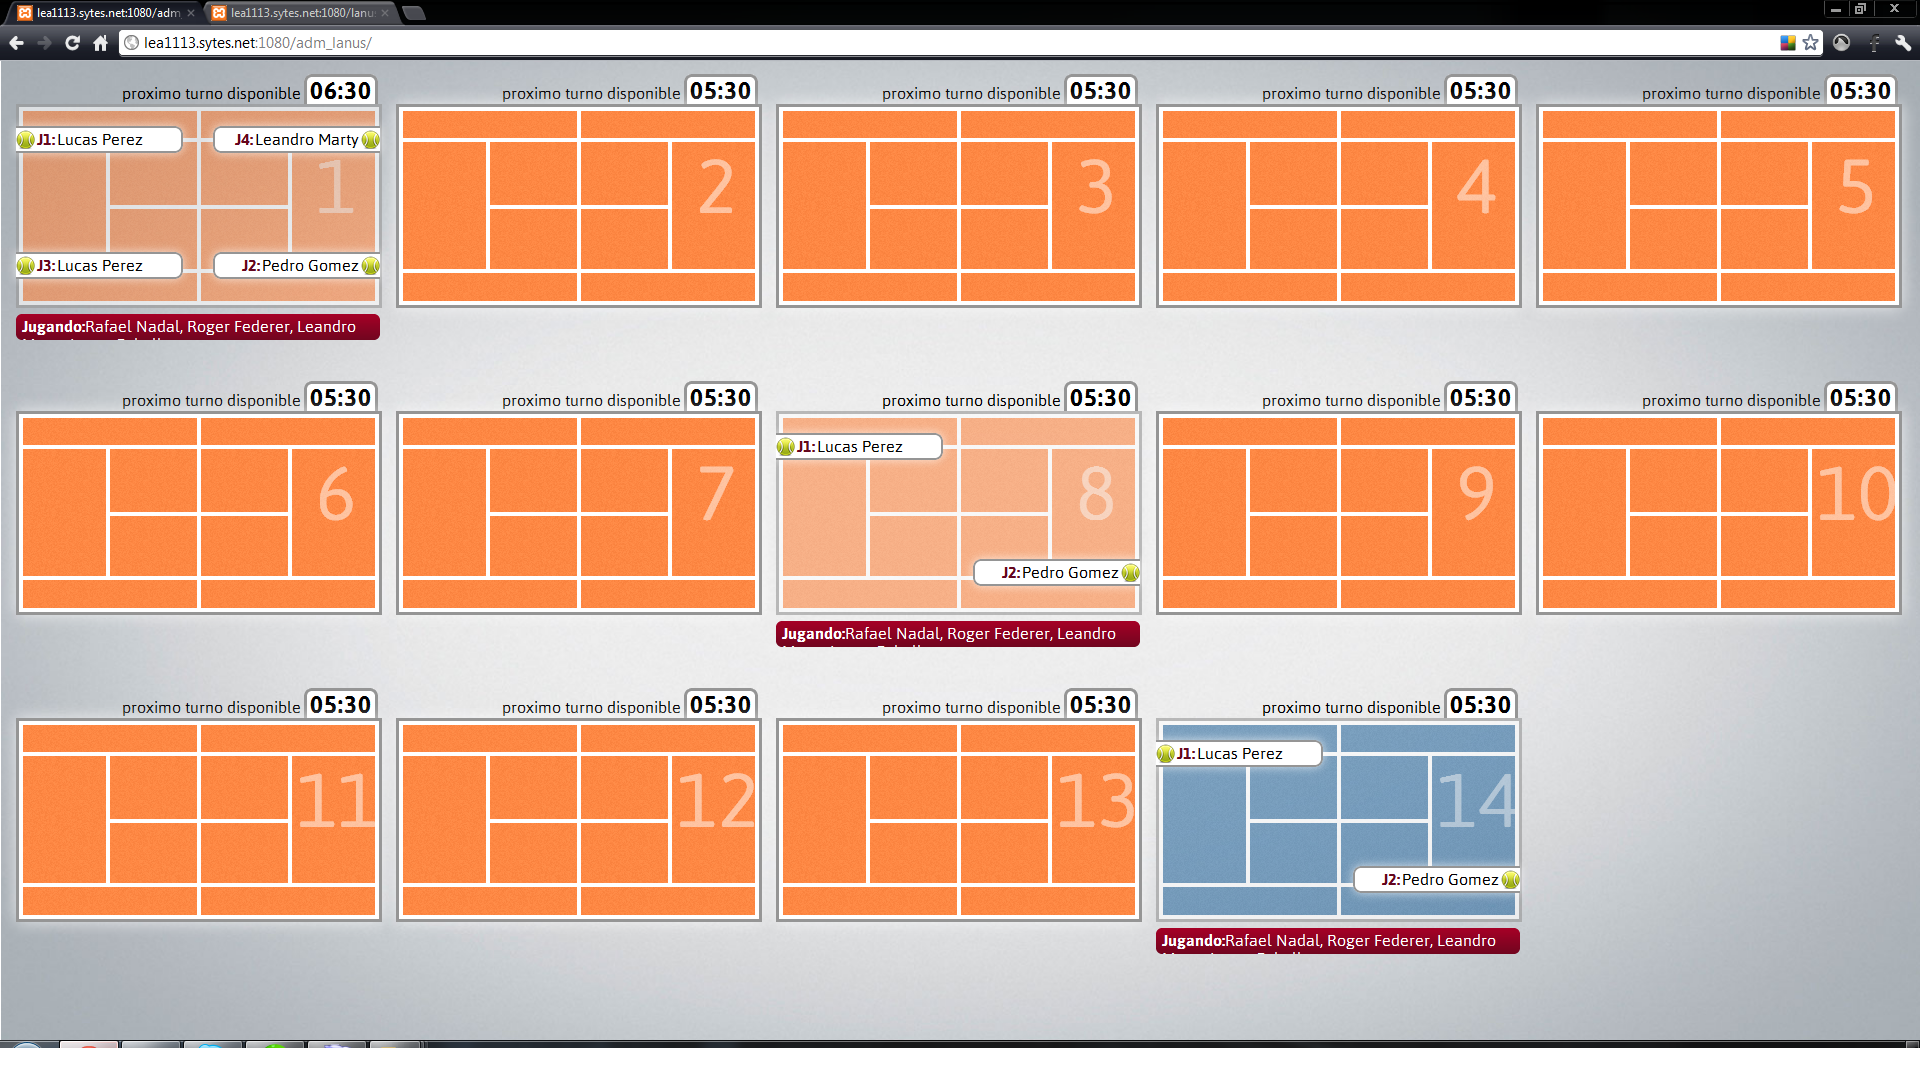 lea1113.sytes.net:1080/adm
lea1113.sytes.net:1080/lanu
lea1113.sytes.net:1080/adm_lanus/
proximo turno disponible 06:30
proximo turno disponible 05:30
proximo turno disponible 05:30
proximo turno disponible 05:30
proximo turno disponible 05:30
J1:Lucas Perez
J4:Leandro Marty
1
2
3
4
5
J3:Lucas Perez
J2:Pedro Gomez
Jugando:Rafael Nadal, Roger Federer, Leandro
proximo turno disponible 05:30
proximo turno disponible 05:30
proximo turno disponible 05:30
proximo turno disponible 05:30
proximo turno disponible 05:30
J1:Lucas Perez
6
7
8
9
10
J2:Pedro Gomez
Jugando:Rafael Nadal, Roger Federer, Leandro
proximo turno disponible 05:30
proximo turno disponible 05:30
proximo turno disponible 05:30
proximo turno disponible 05:30
J1:Lucas Perez
11
12
13
14
J2:Pedro Gomez
Jugando:Rafael Nadal, Roger Federer, Leandro